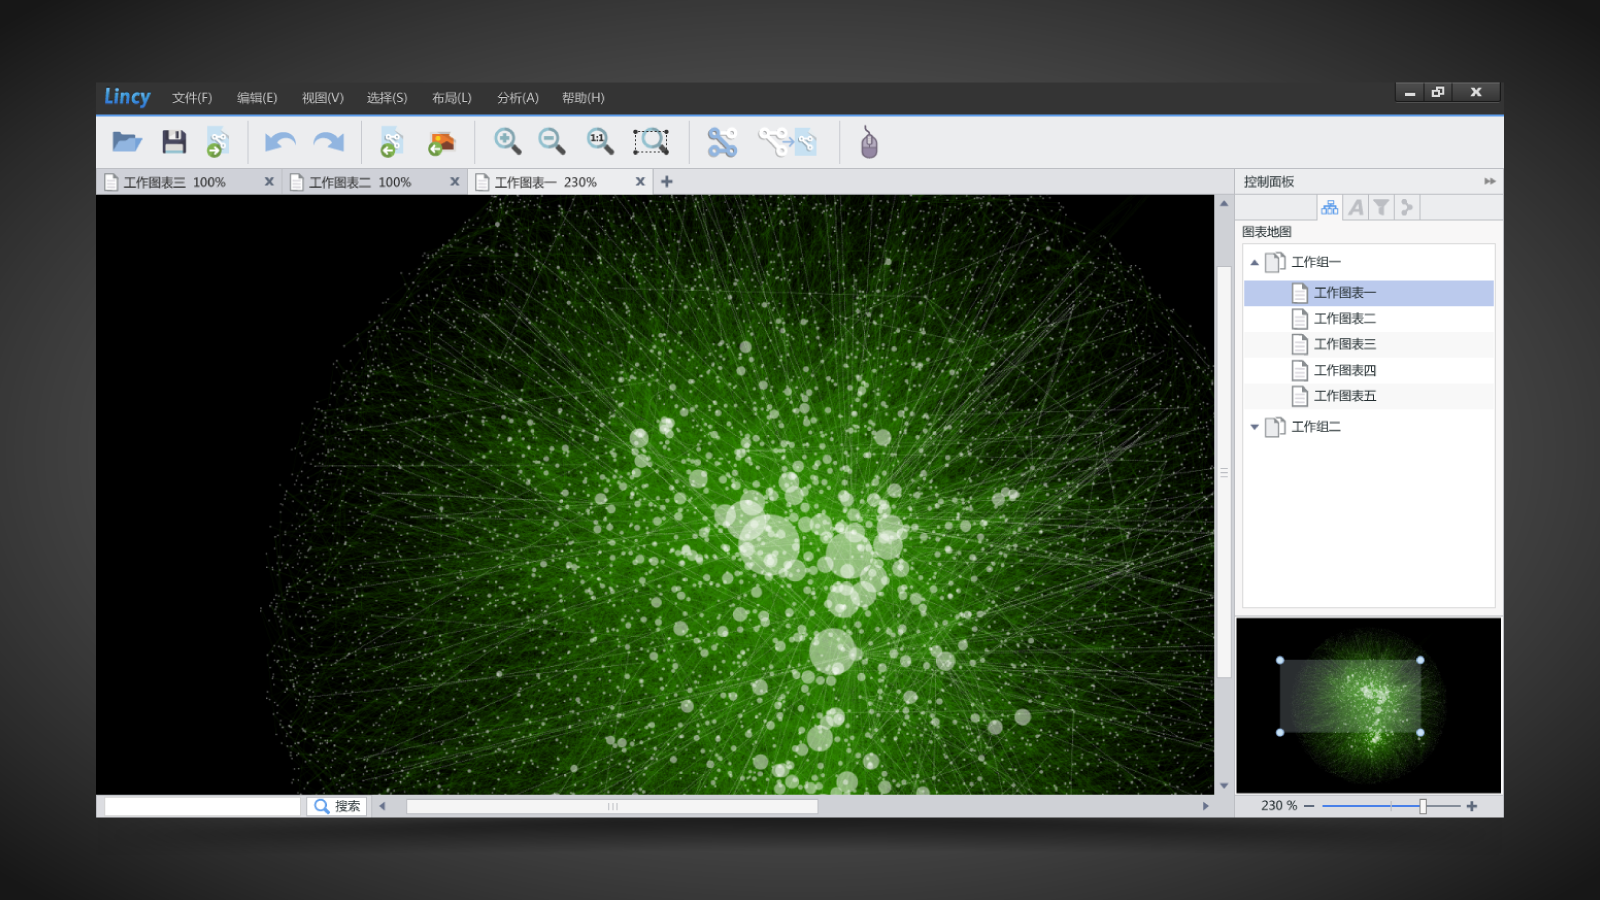 Lincy 文件(F) 编辑(E) 视图(V) 选择(S) 布局(L) 分析(A) 帮助(H)
1:1
工作图表三 100% 工作图表二 100% 工作图表一 230%
控制面板
A
图表地图
工作组一
工作图表一
工作图表二
工作图表三
工作图表四
工作图表五
工作组二
搜索
230 %